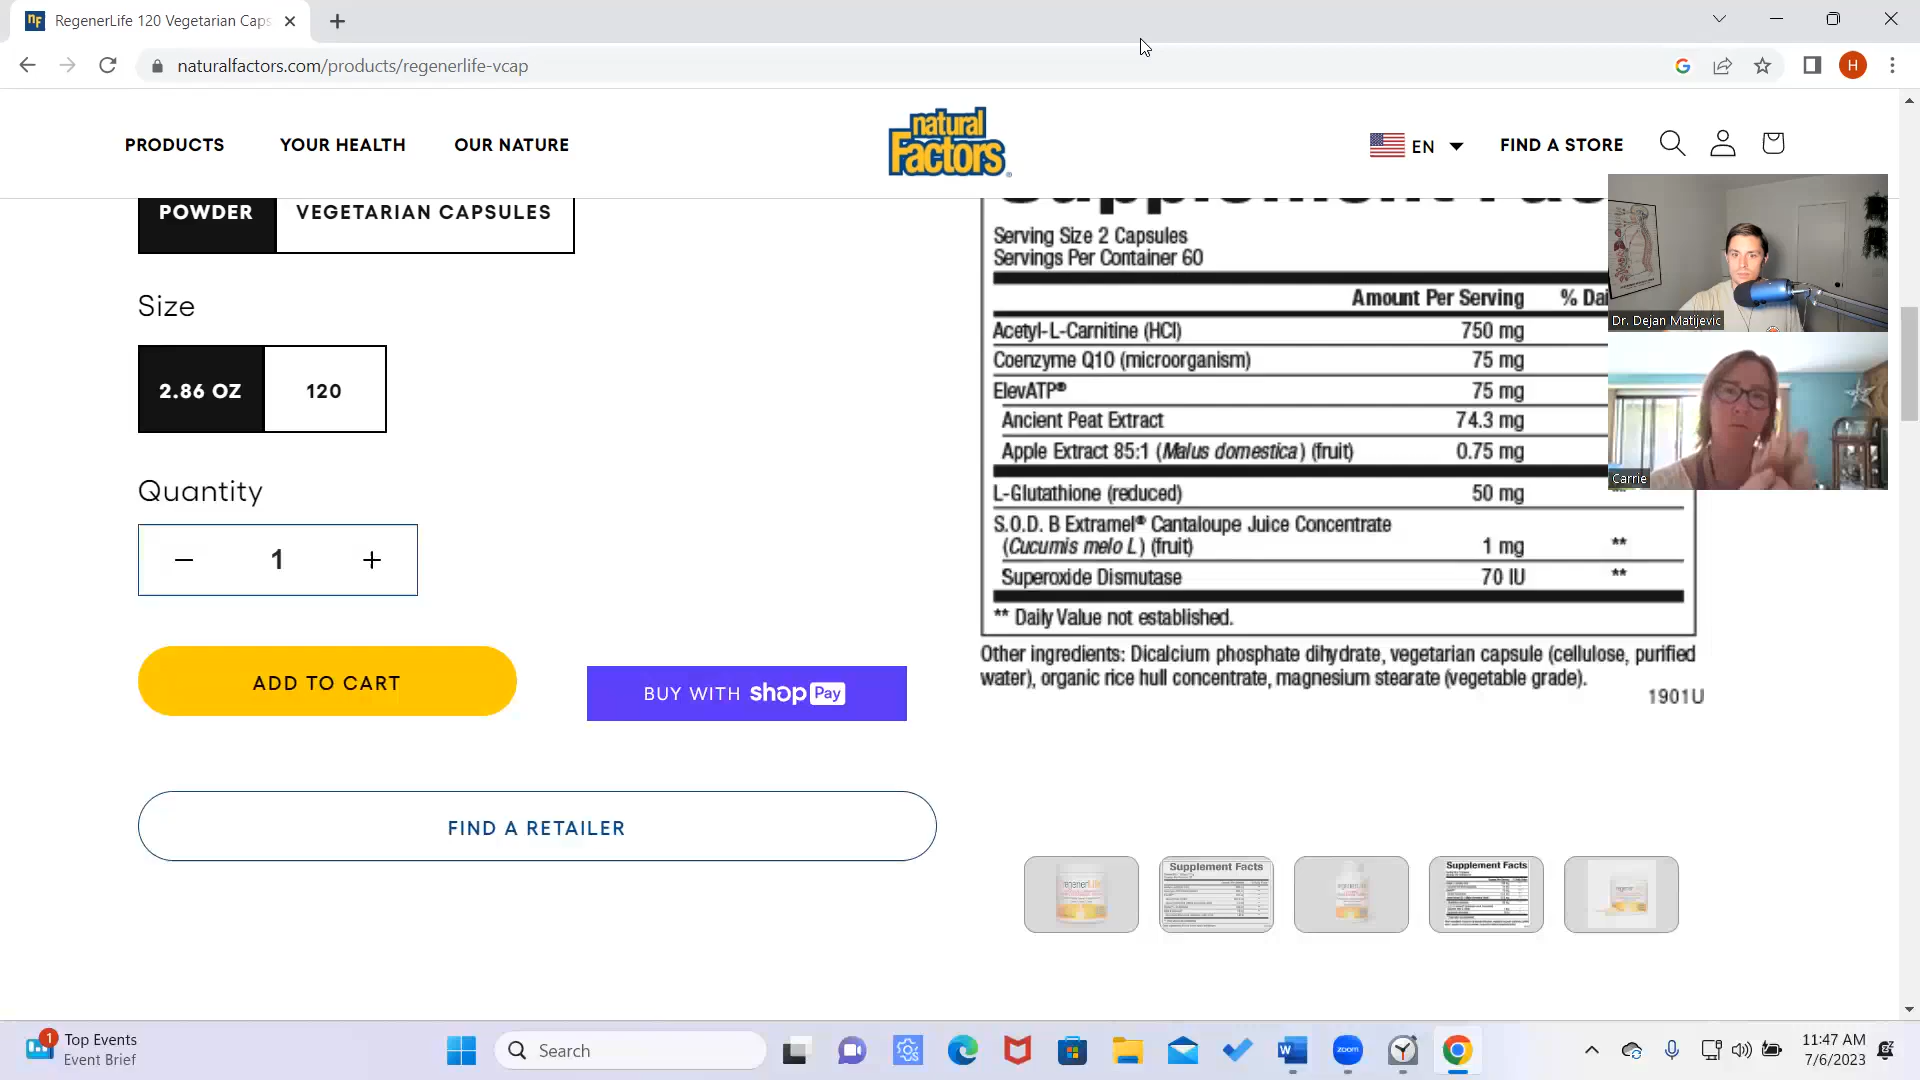 nF
RegenerLife 120 Vegetarian Caps
naturalfactors.com/products/regenerlife-vcap
H
PRODUCTS
YOUR HEALTH
OUR NATURE
natural
Factors
EN
FIND A STORE
POWDER
VEGETARIAN CAPSULES
Size
2.86 OZ
120
Quantity
1
ADD TO CART
BUY WITH shop Pay
FIND A RETAILER
Serving Size 2 Capsules
Servings Per Container 60
Amount Per Serving % Dai
Acetyl-L-Carnitine (HCl) 750 mg
Coenzyme Q10 (microorganism) 75 mg
ElevATP® 75 mg
Ancient Peat Extract 74.3 mg
Apple Extract 85:1 (Malus domestica) (fruit) 0.75 mg
L-Glutathione (reduced) 50 mg
S.O.D. B Extramel® Cantaloupe Juice Concentrate
(Cucumis melo L) (fruit) 1 mg **
Superoxide Dismutase 70 IU **
** Daily Value not established.
Other ingredients: Dicalcium phosphate dihydrate, vegetarian capsule (cellulose, purified
water), organic rice hull concentrate, magnesium stearate (vegetable grade).
1901U
Dr. Dejan Matijevic
Carrie
Supplement Facts
Supplement Facts
1
Top Events
Event Brief
Search
zoom
11:47 AM
7/6/2023